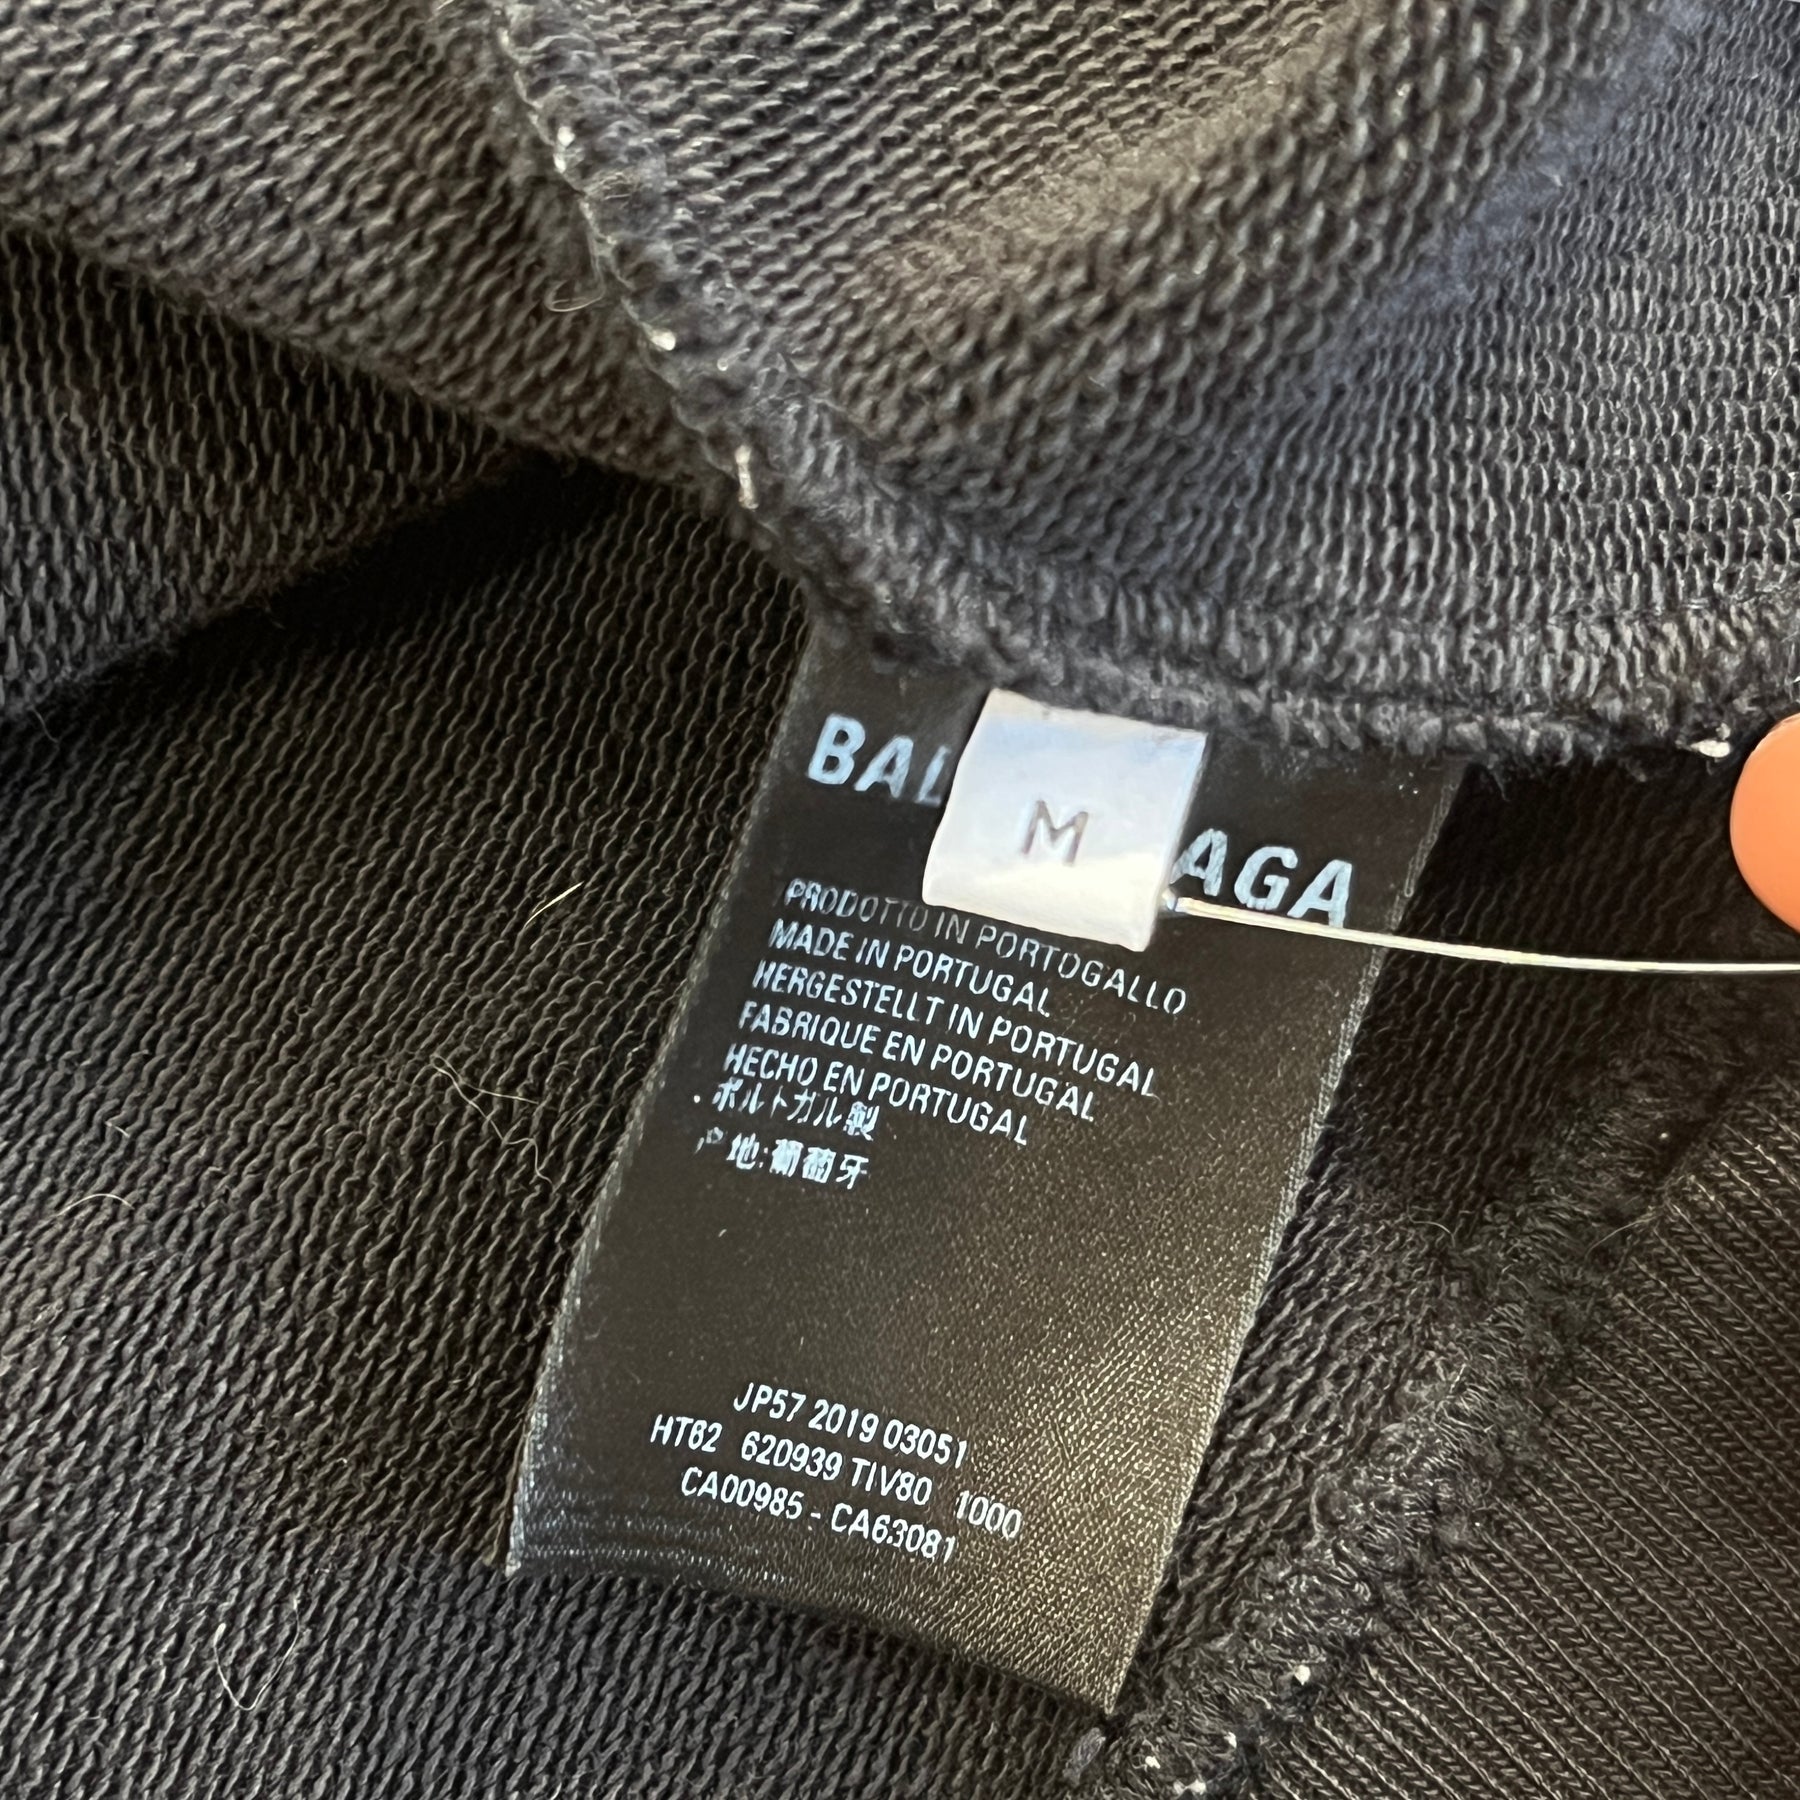 BAL AGA
M
PRODOTTO IN PORTOGALLO
MADE IN PORTUGAL
HERGESTELLT IN PORTUGAL
FABRIQUE EN PORTUGAL
HECHO EN PORTUGAL
ポルトガル製
产地:葡萄牙
JP57 2019 03051
HT62 620939 TIV80 1000
CA00985 - CA63081